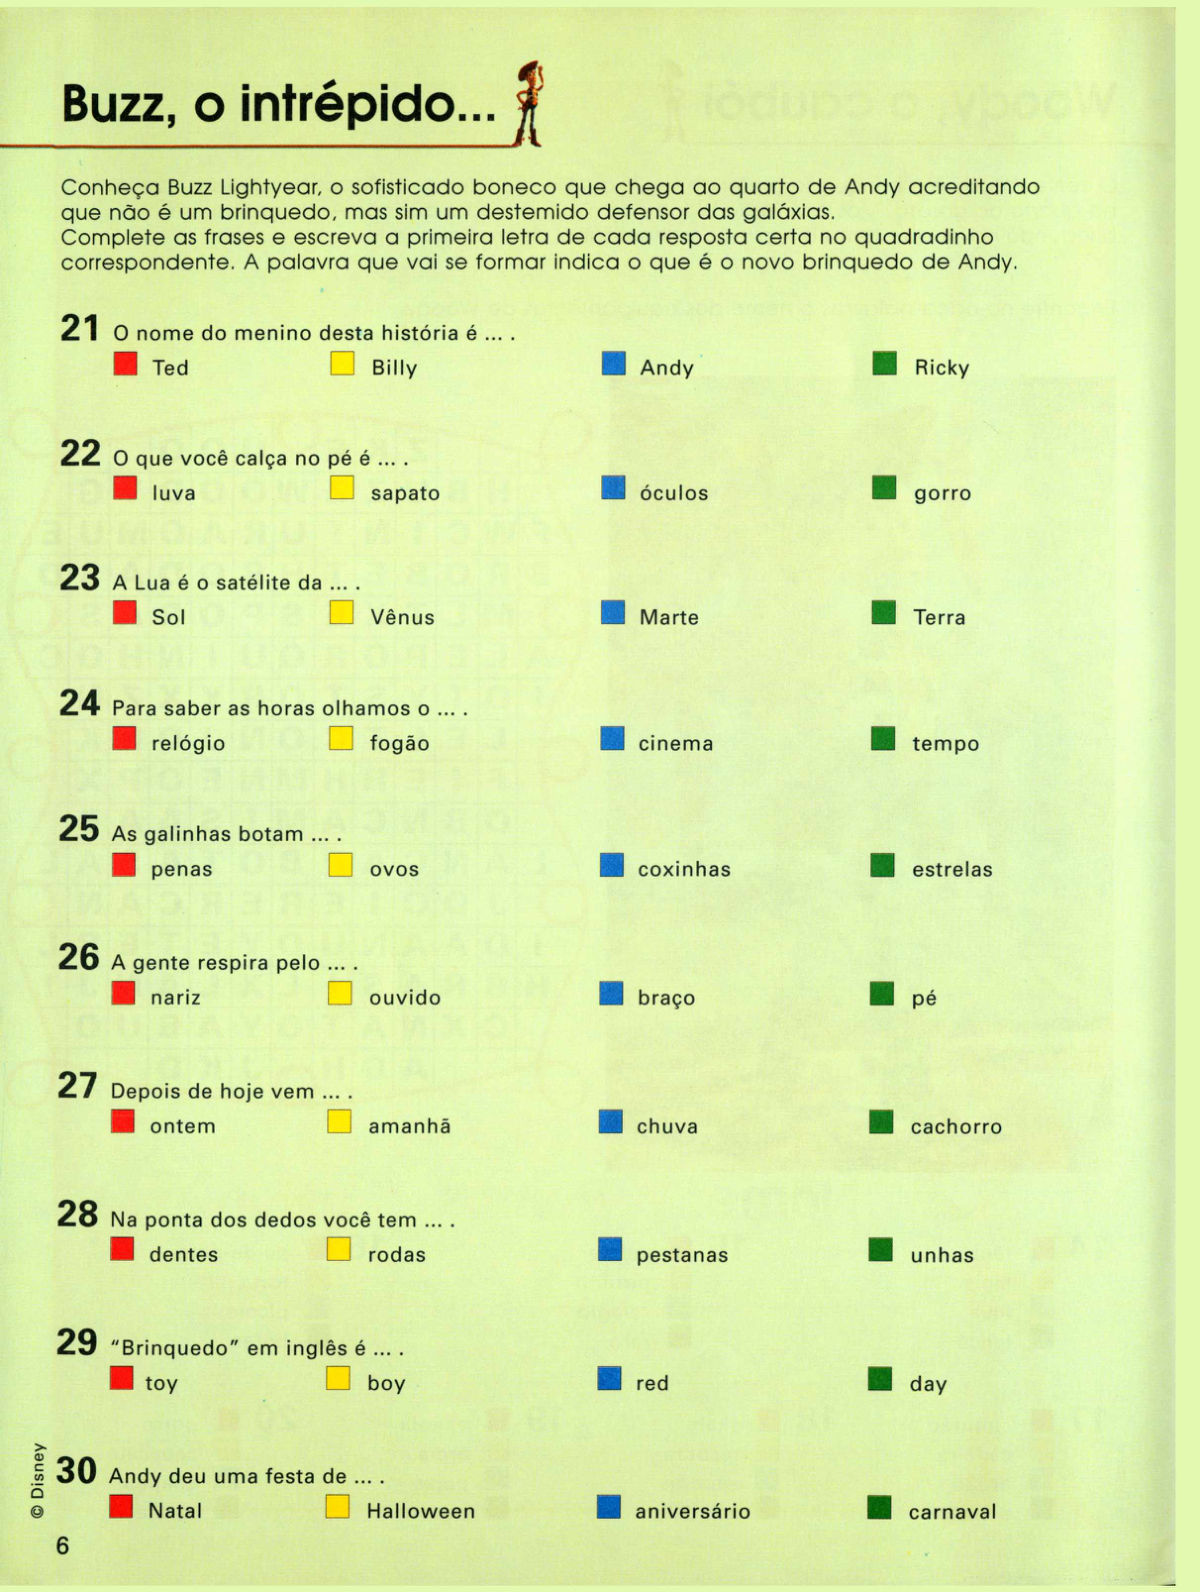 Buzz, o intrépido...
Conheça Buzz Lightyear, o sofisticado boneco que chega ao quarto de Andy acreditando
que não é um brinquedo, mas sim um destemido defensor das galáxias.
Complete as frases e escreva a primeira letra de cada resposta certa no quadradinho
correspondente. A palavra que vai se formar indica o que é o novo brinquedo de Andy.
21 O nome do menino desta história é ... .
Ted Billy Andy Ricky
22 O que você calça no pé é ... .
luva sapato óculos gorro
23 A Lua é o satélite da ... .
Sol Vênus Marte Terra
24 Para saber as horas olhamos o ... .
relógio fogão cinema tempo
25 As galinhas botam ... .
penas ovos coxinhas estrelas
26 A gente respira pelo ... .
nariz ouvido braço pé
27 Depois de hoje vem ... .
ontem amanhã chuva cachorro
28 Na ponta dos dedos você tem ... .
dentes rodas pestanas unhas
29 “Brinquedo” em inglês é ... .
toy boy red day
30 Andy deu uma festa de ... .
Natal Halloween aniversário carnaval
© Disney
6